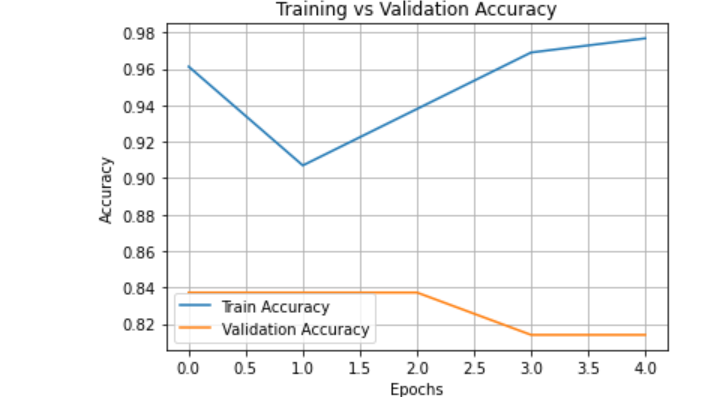 Training vs Validation Accuracy
0.98
0.96
0.94
0.92
0.90
0.88
0.86
0.84
0.82
Accuracy
Train Accuracy
Validation Accuracy
0.0 0.5 1.0 1.5 2.0 2.5 3.0 3.5 4.0
Epochs